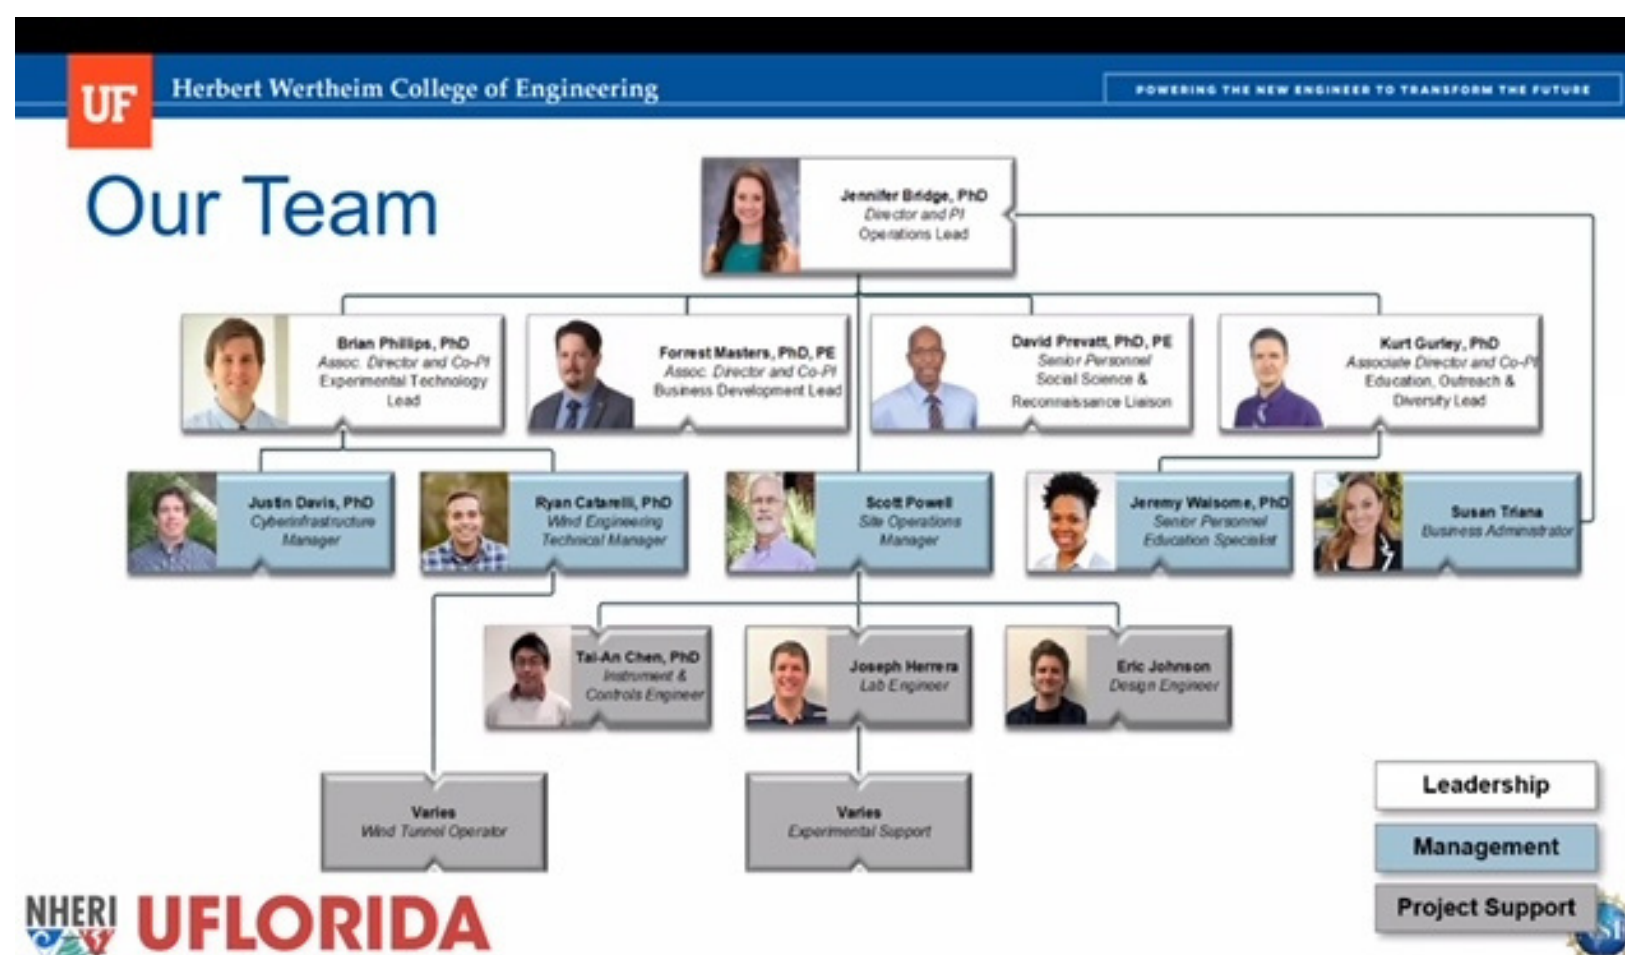 UF
Herbert Wertheim College of Engineering
POWERING THE NEW ENGINEER TO TRANSFORM THE FUTURE
Our Team
Jennifer Bridge, PhD
Director and PI
Operations Lead
Brian Phillips, PhD
Assoc. Director and Co-PI
Experimental Technology
Lead
Forrest Masters, PhD, PE
Assoc. Director and Co-PI
Business Development Lead
David Prevatt, PhD, PE
Senior Personnel
Social Science &
Reconnaissance Liaison
Kurt Gurley, PhD
Associate Director and Co-PI
Education, Outreach &
Diversity Lead
Justin Davis, PhD
Cyberinfrastructure
Manager
Ryan Catarelli, PhD
Wind Engineering
Technical Manager
Scott Powell
Site Operations
Manager
Jeremy Waisome, PhD
Senior Personnel
Education Specialist
Susan Triana
Business Administrator
Tai-An Chen, PhD
Instrument &
Controls Engineer
Joseph Herrera
Lab Engineer
Eric Johnson
Design Engineer
Varies
Wind Tunnel Operator
Varies
Experimental Support
Leadership
Management
Project Support
NHERI
UFLORIDA